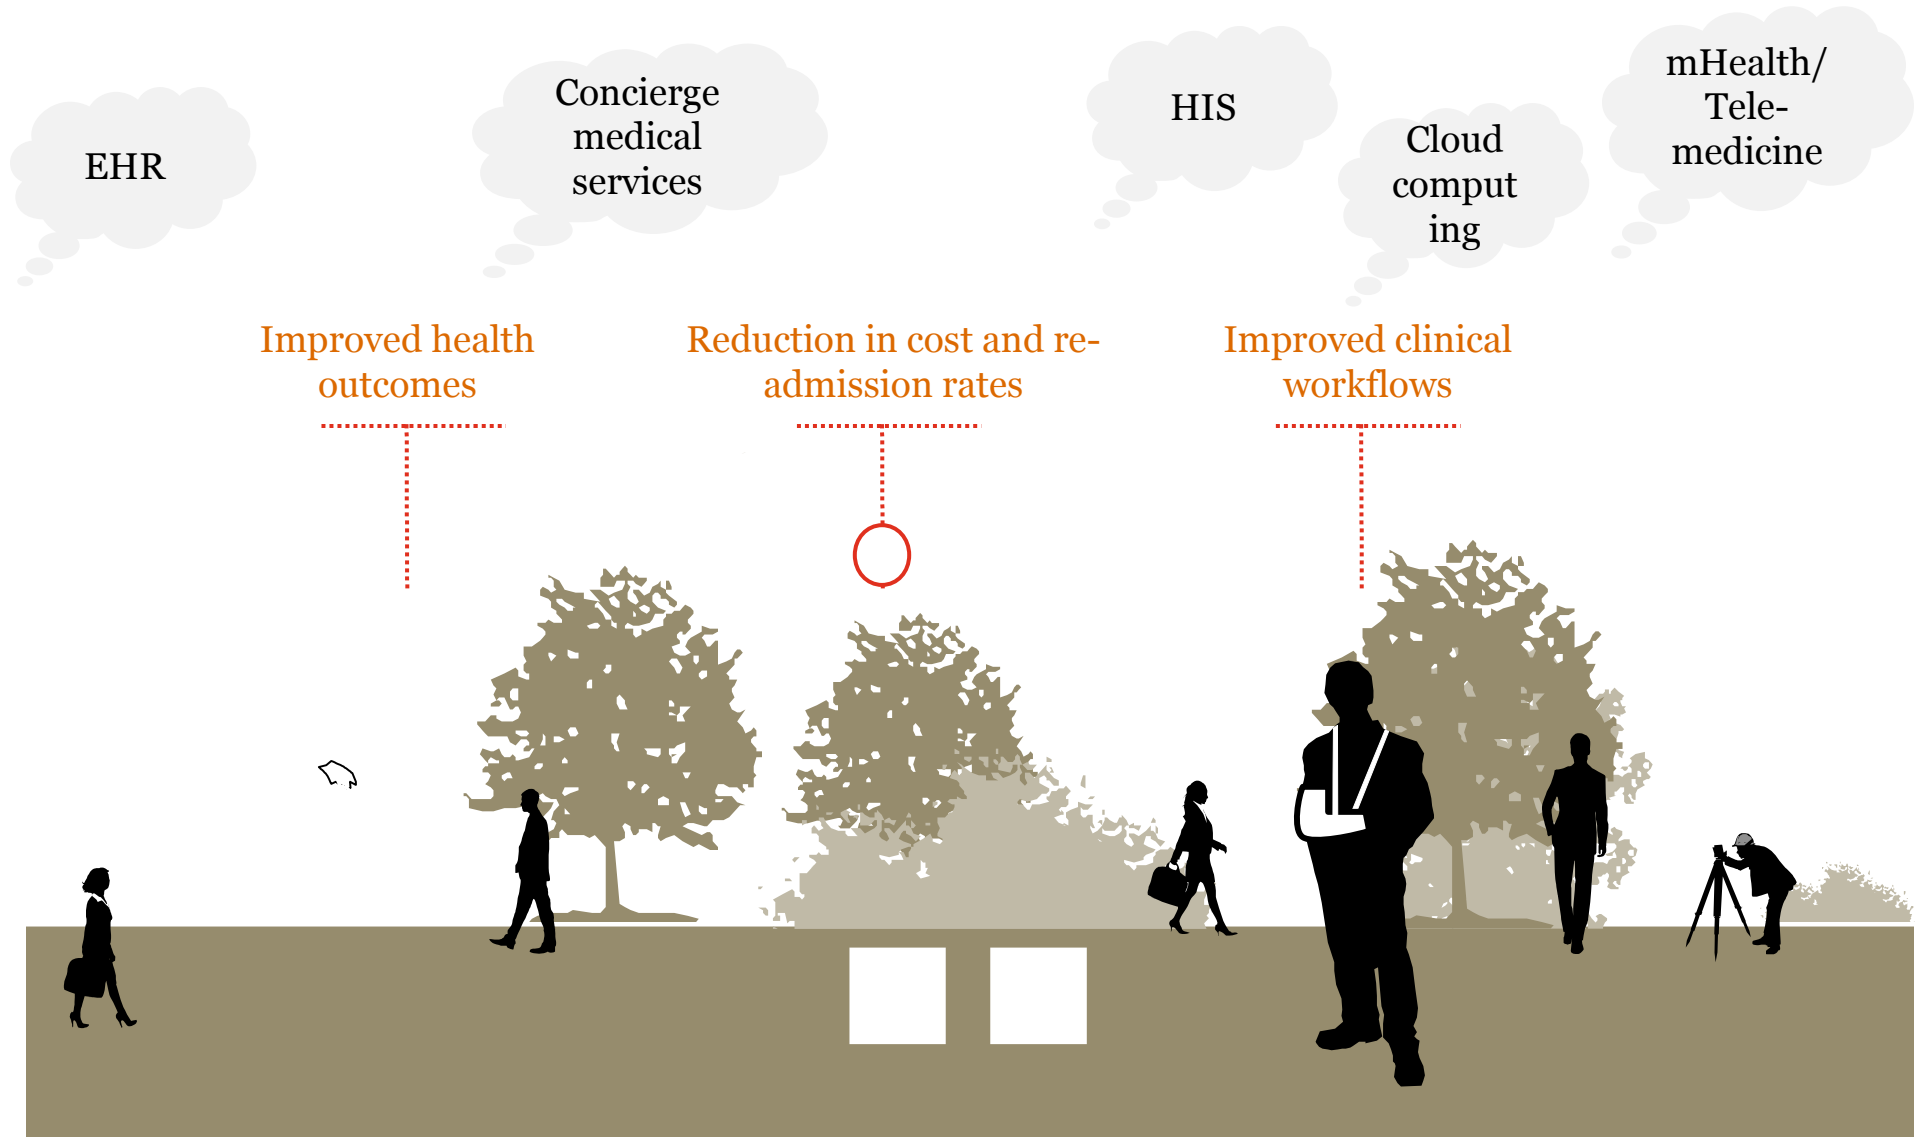 EHR
Concierge
medical
services
HIS
Cloud
comput
ing
mHealth/
Tele-
medicine
Improved health
outcomes
Reduction in cost and re-
admission rates
Improved clinical
workflows